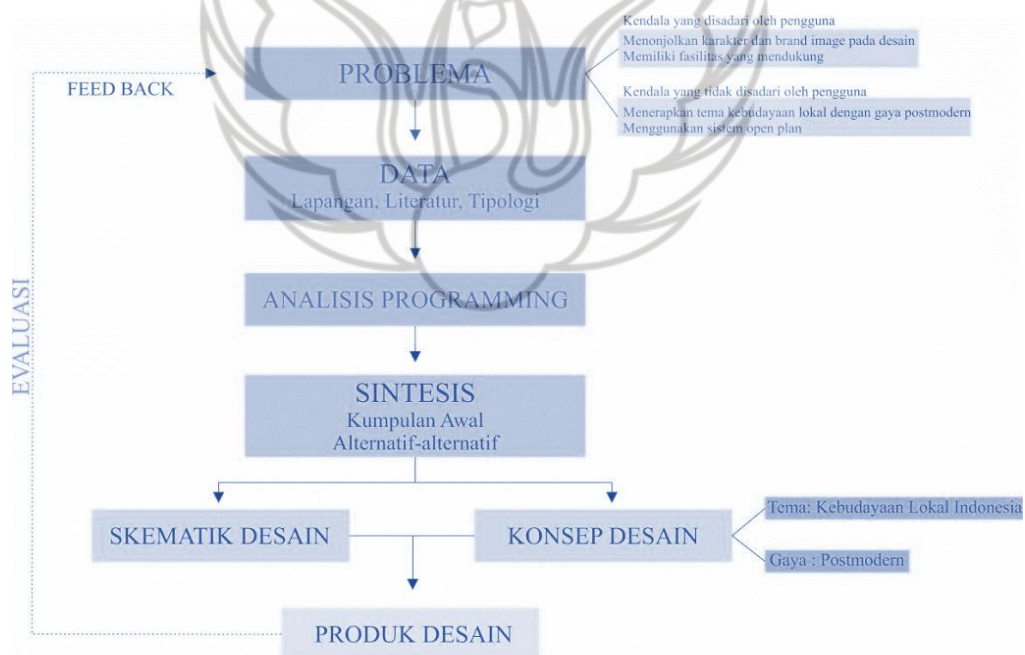 Kendala yang disadari oleh pengguna
Menonjolkan karakter dan brand image pada desain
Memiliki fasilitas yang mendukung
PROBLEMA
FEED BACK
Kendala yang tidak disadari oleh pengguna
Menerapkan tema kebudayaan lokal dengan gaya postmodern
Menggunakan sistem open plan
DATA
Lapangan, Literatur, Tipologi
EVALUASI
ANALISIS PROGRAMMING
SINTESIS
Kumpulan Awal
Alternatif-alternatif
SKEMATIK DESAIN
KONSEP DESAIN
Tema: Kebudayaan Lokal Indonesia
Gaya : Postmodern
PRODUK DESAIN